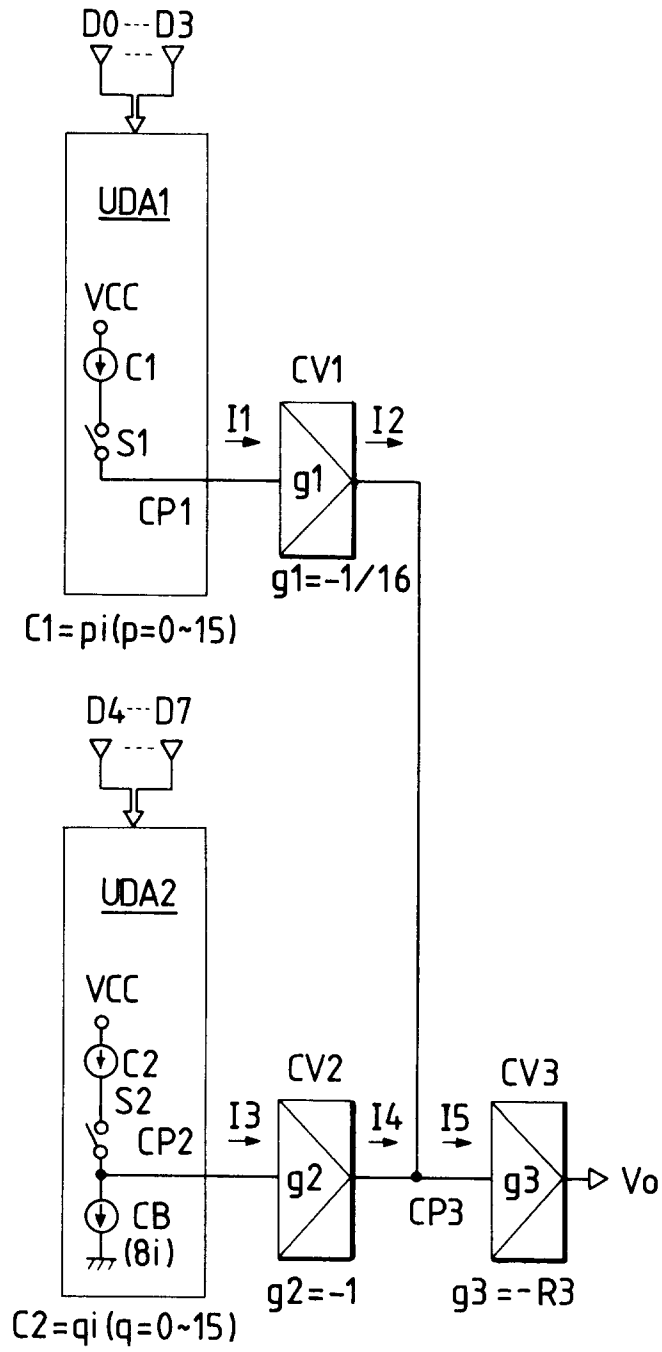 D0---D3
UDA1
VCC
C1
S1
CP1
I1
CV1
I2
g1
g1=-1/16
C1=pi(p=0~15)
D4---D7
UDA2
VCC
C2
S2
CP2
CB
(8i)
I3
CV2
I4
I5
CV3
g2
CP3
g3
Vo
g2=-1
g3=-R3
C2=qi(q=0~15)